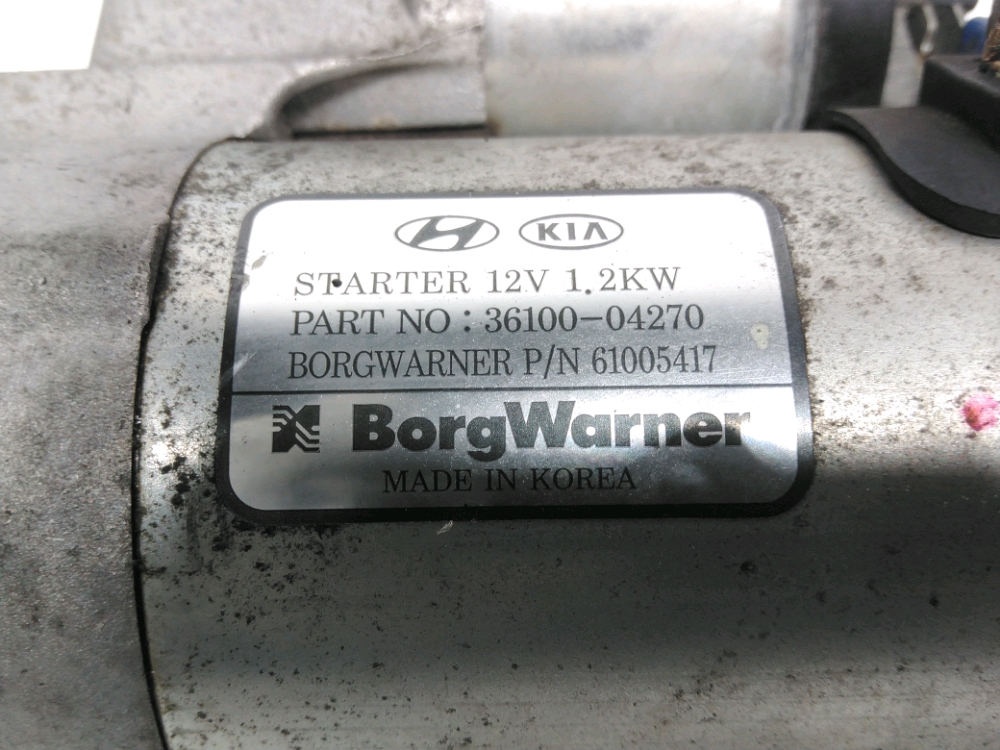 KIA
STARTER 12V 1.2KW
PART NO : 36100-04270
BORGWARNER P/N 61005417
BorgWarner
MADE IN KOREA